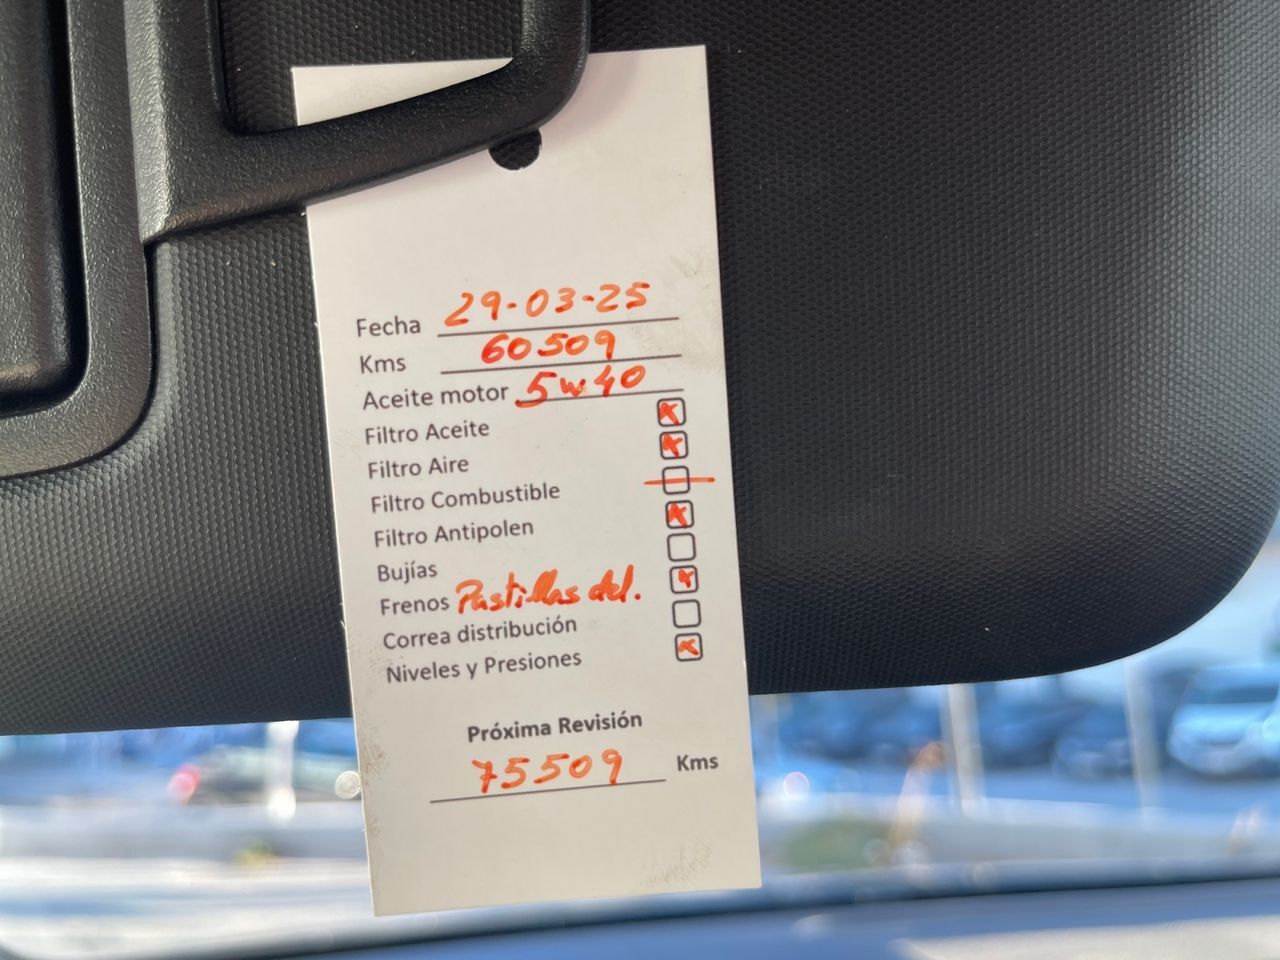 Fecha 29-03-25
Kms 60509
Aceite motor 5w40
Filtro Aceite
Filtro Aire
Filtro Combustible
Filtro Antipolen
Bujías
Frenos Pastillas del.
Correa distribución
Niveles y Presiones
Próxima Revisión
75509 Kms